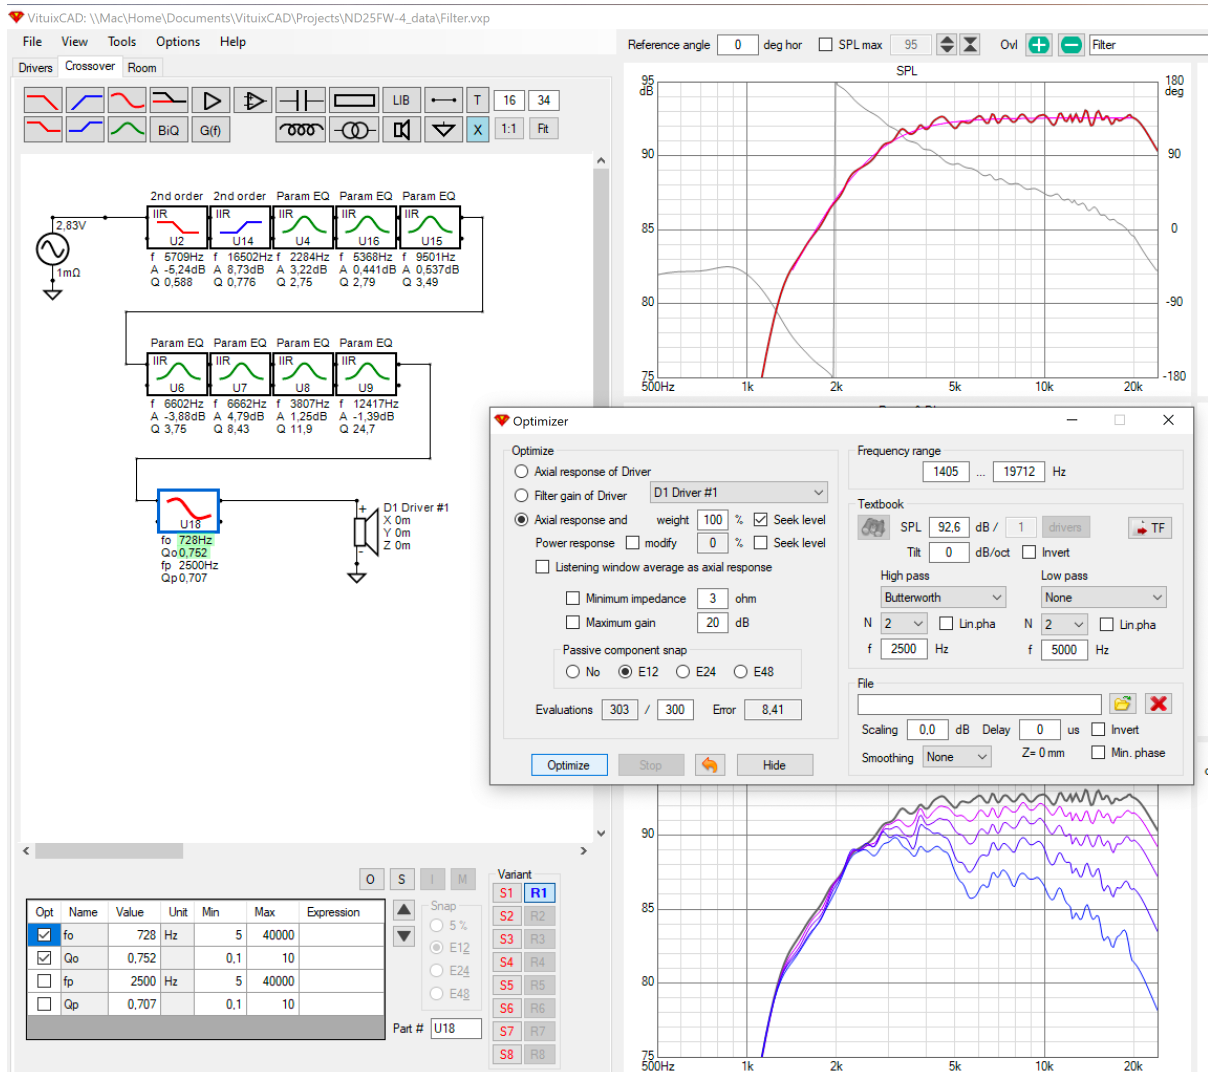 VituixCAD: \\Mac\Home\Documents\VituixCAD\Projects\ND25FW-4_data\Filter.vxp
File View Tools Options Help
Drivers Crossover Room
LIB T 16 34
BiQ G(f) X 1:1 Fit
Reference angle 0 deg hor SPL max 95 Ovl Filter
SPL
95 180
dB deg
90 90
85 0
80 -90
75 -180
500Hz 1k 2k 5k 10k 20k
2,83V
1mΩ
2nd order 2nd order Param EQ Param EQ Param EQ
IIR IIR IIR IIR IIR
U2 U14 U4 U16 U15
f 5709Hz f 16502Hz f 2284Hz f 5368Hz f 9501Hz
A -5,24dB A 8,73dB A 3,22dB A 0,441dB A 0,537dB
Q 0,588 Q 0,776 Q 2,75 Q 2,79 Q 3,49
Param EQ Param EQ Param EQ Param EQ
IIR IIR IIR IIR
U6 U7 U8 U9
f 6602Hz f 6662Hz f 3807Hz f 12417Hz
A -3,88dB A 4,79dB A 1,25dB A -1,39dB
Q 3,75 Q 8,43 Q 11,9 Q 24,7
U18
fo 728Hz
Qo 0,752
fp 2500Hz
Qp 0,707
D1 Driver #1
X 0m
Y 0m
Z 0m
Optimizer
Optimize
Axial response of Driver
Filter gain of Driver D1 Driver #1
Axial response and weight 100 % Seek level
Power response modify 0 % Seek level
Listening window average as axial response
Minimum impedance 3 ohm
Maximum gain 20 dB
Passive component snap
No E12 E24 E48
Evaluations 303 / 300 Error 8,41
Optimize Stop Hide
Frequency range
1405 ... 19712 Hz
Textbook
SPL 92,6 dB / 1 drivers TF
Tilt 0 dB/oct Invert
High pass Low pass
Butterworth None
N 2 Lin.pha N 2 Lin.pha
f 2500 Hz f 5000 Hz
File
Scaling 0,0 dB Delay 0 us Invert
Smoothing None Z= 0 mm Min. phase
90
85
80
75
500Hz 1k 2k 5k 10k 20k
O S I M
Opt Name Value Unit Min Max Expression
fo 728 Hz 5 40000
Qo 0,752 0,1 10
fp 2500 Hz 5 40000
Qp 0,707 0,1 10
Snap
5 %
E12
E24
E48
Part # U18
Variant
S1 R1
S2 R2
S3 R3
S4 R4
S5 R5
S6 R6
S7 R7
S8 R8